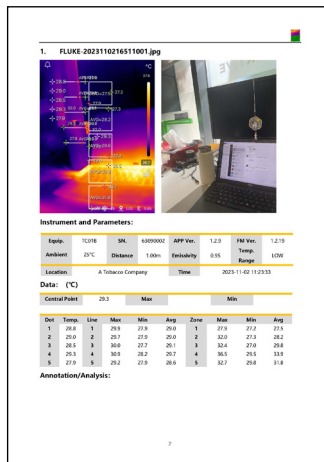 1. FLUKE-2023110216511001.jpg
°C
Instrument and Parameters:
Equip. TC01B SN. 63090002 APP Ver. 1.2.9 FM Ver. 1.2.19
Ambient 25°C Distance 1.00m Emissivity 0.95 Temp. Range LOW
Location A Tobacco Company Time 2023-11-02 11:23:33
Data: (°C)
Central Point 29.3 Max Min
Dot Temp. Line Max Min Avg Zone Max Min Avg
1 28.8 1 29.9 27.9 29.0 1 27.9 27.2 27.5
2 29.0 2 29.7 27.9 29.0 2 32.0 27.3 28.2
3 28.5 3 30.0 27.7 29.1 3 32.4 27.0 29.8
4 29.3 4 30.9 28.2 29.7 4 36.5 29.5 33.9
5 27.9 5 29.2 27.9 28.6 5 32.7 29.8 31.8
Annotation/Analysis:
7